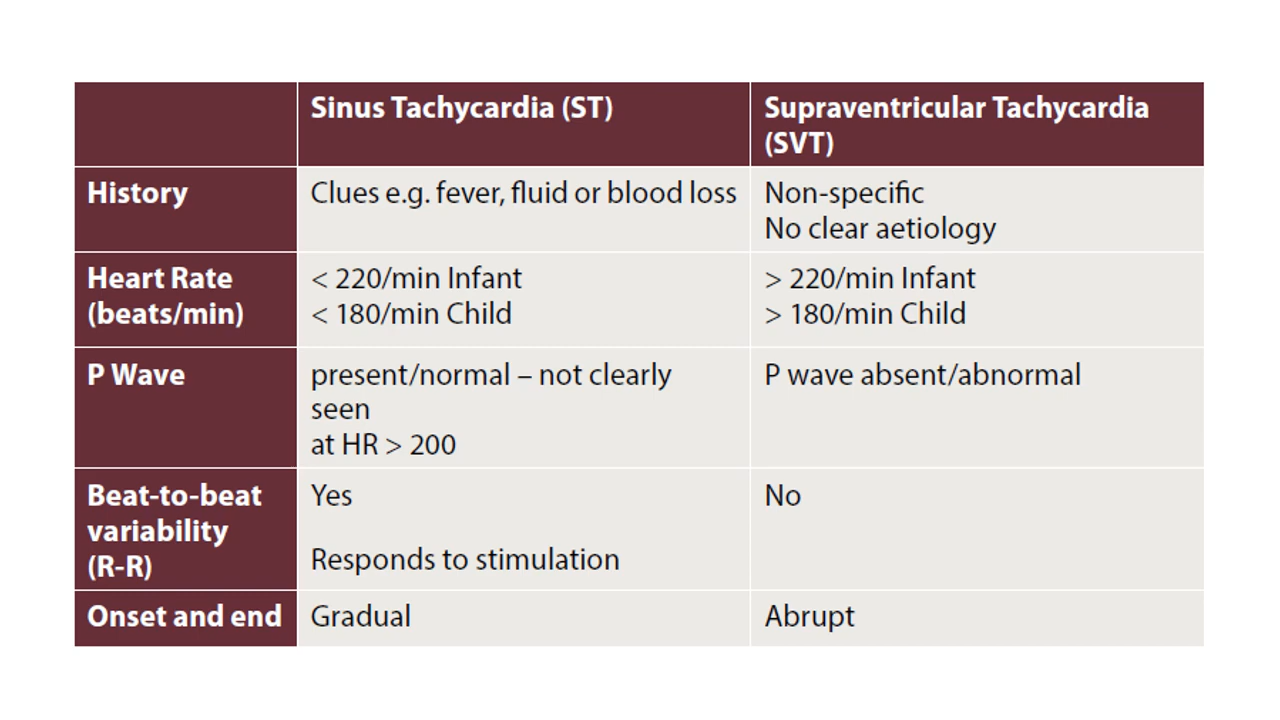 Sinus Tachycardia (ST)
Supraventricular Tachycardia
(SVT)
History
Clues e.g. fever, fluid or blood loss
Non-specific
No clear aetiology
Heart Rate
(beats/min)
< 220/min Infant
< 180/min Child
> 220/min Infant
> 180/min Child
P Wave
present/normal – not clearly
seen
at HR > 200
P wave absent/abnormal
Beat-to-beat
variability
(R-R)
Yes
Responds to stimulation
No
Onset and end
Gradual
Abrupt